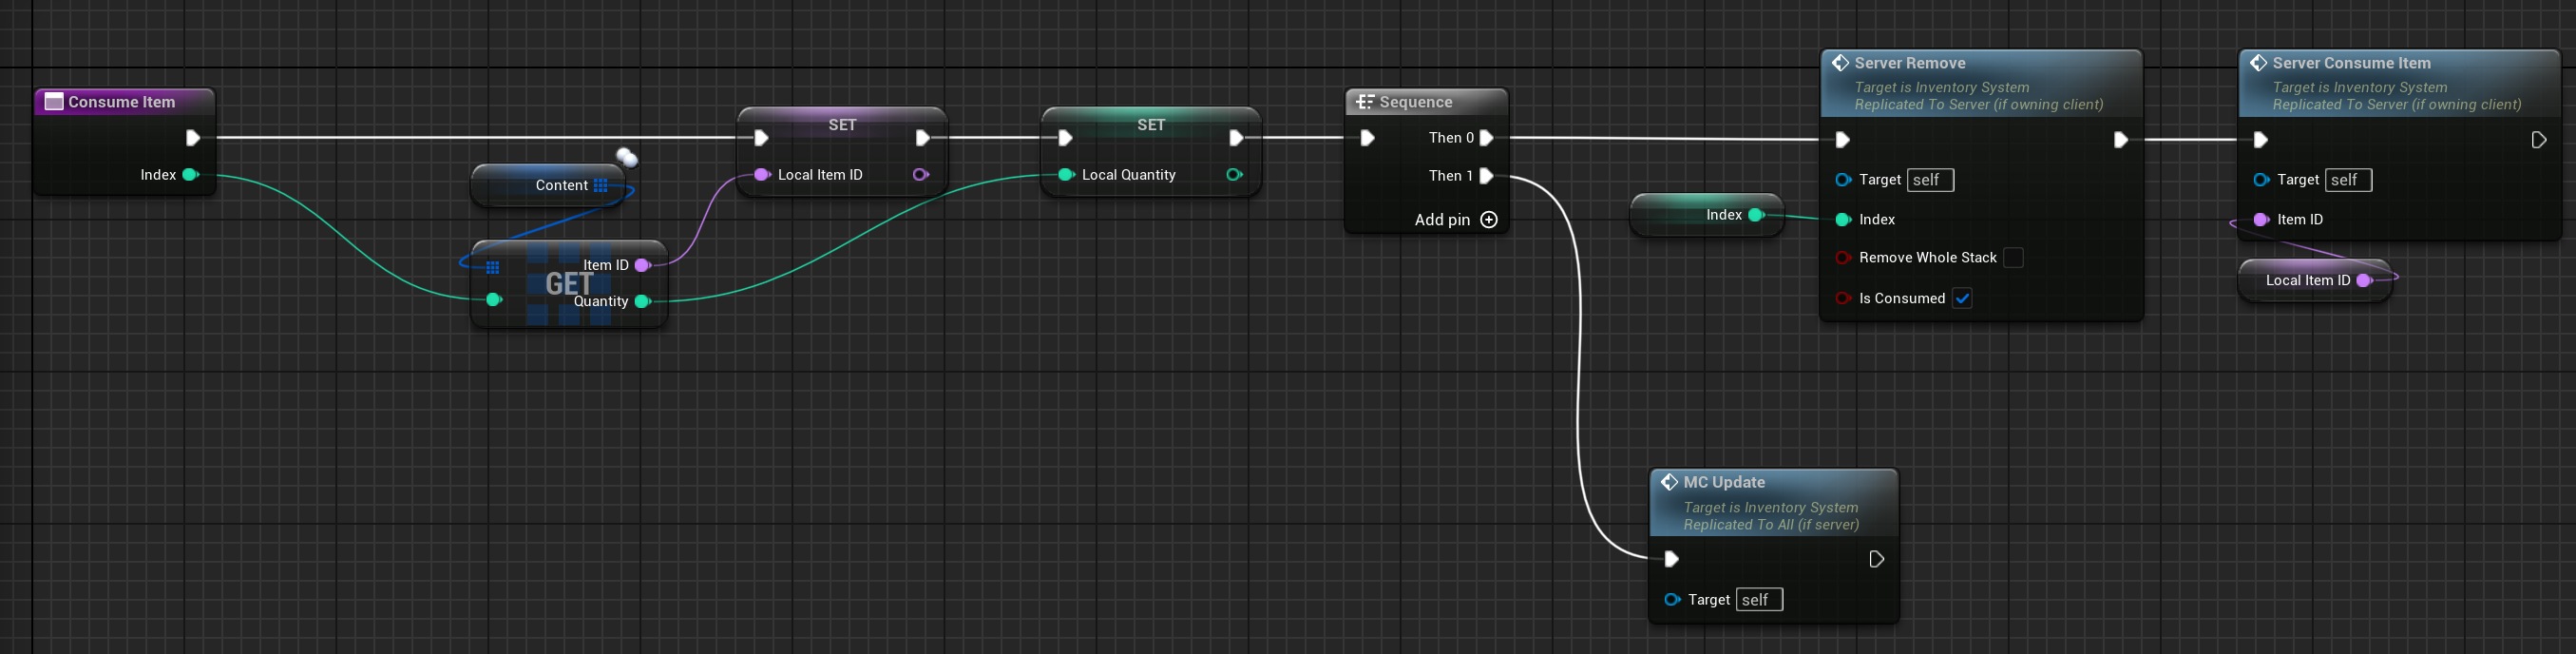 Consume Item
Index
Content
GET
Item ID
Quantity
SET
Local Item ID
SET
Local Quantity
Sequence
Then 0
Then 1
Add pin
Index
Server Remove
Target is Inventory System
Replicated To Server (if owning client)
Target self
Index
Remove Whole Stack
Is Consumed
Server Consume Item
Target is Inventory System
Replicated To Server (if owning client)
Target self
Item ID
Local Item ID
MC Update
Target is Inventory System
Replicated To All (if server)
Target self